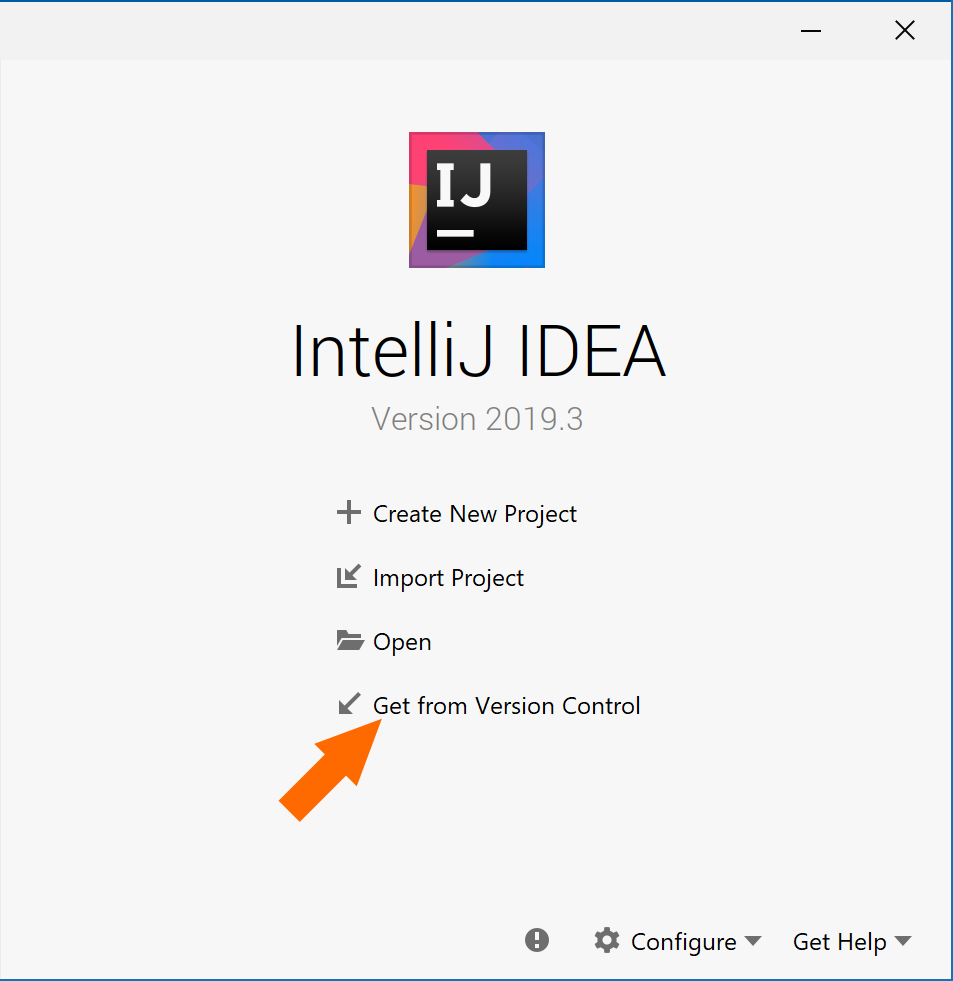 IJ
IntelliJ IDEA
Version 2019.3
Create New Project
Import Project
Open
Get from Version Control
Configure
Get Help